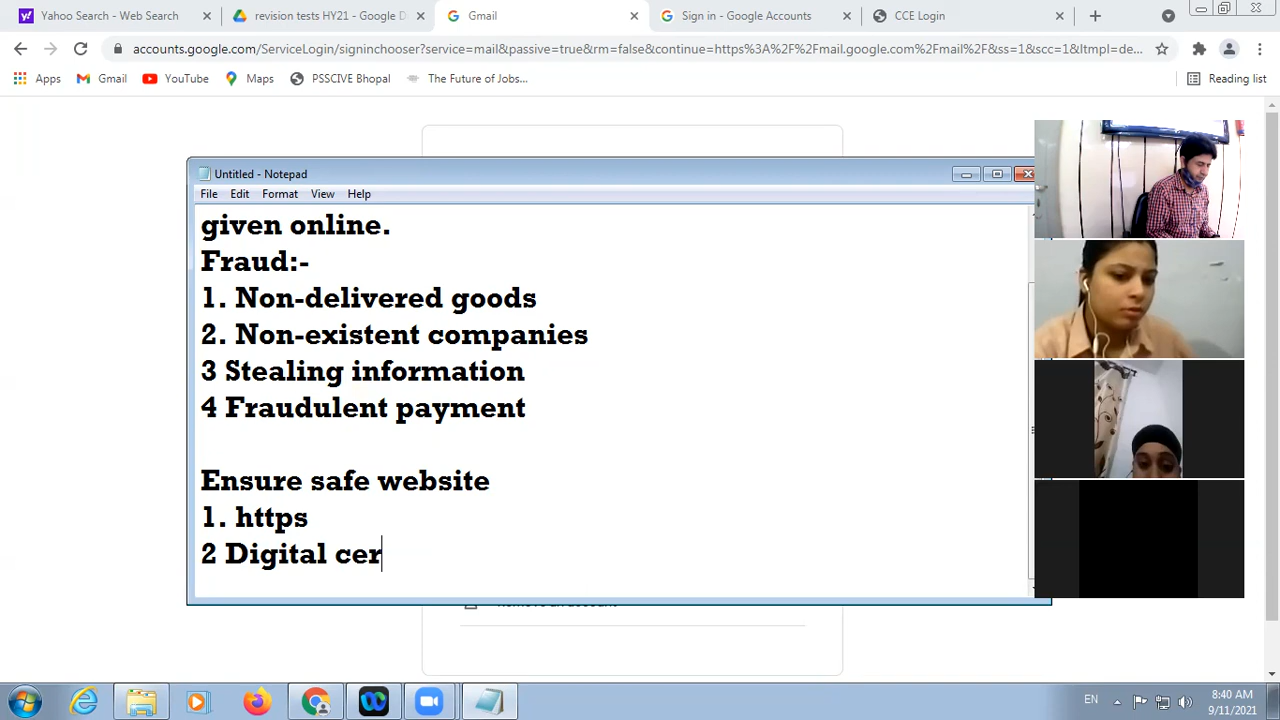 Yahoo Search - Web Search
revision tests HY21 - Google D
Gmail
Sign in - Google Accounts
CCE Login
accounts.google.com/ServiceLogin/signinchooser?service=mail&passive=true&rm=false&continue=https%3A%2F%2Fmail.google.com%2Fmail%2F&ss=1&scc=1&ltmpl=de...
Apps
Gmail
YouTube
Maps
PSSCIVE Bhopal
The Future of Jobs...
Reading list
Untitled - Notepad
File Edit Format View Help
given online.
Fraud:-
1. Non-delivered goods
2. Non-existent companies
3 Stealing information
4 Fraudulent payment
Ensure safe website
1. https
2 Digital cer
EN
8:40 AM
9/11/2021